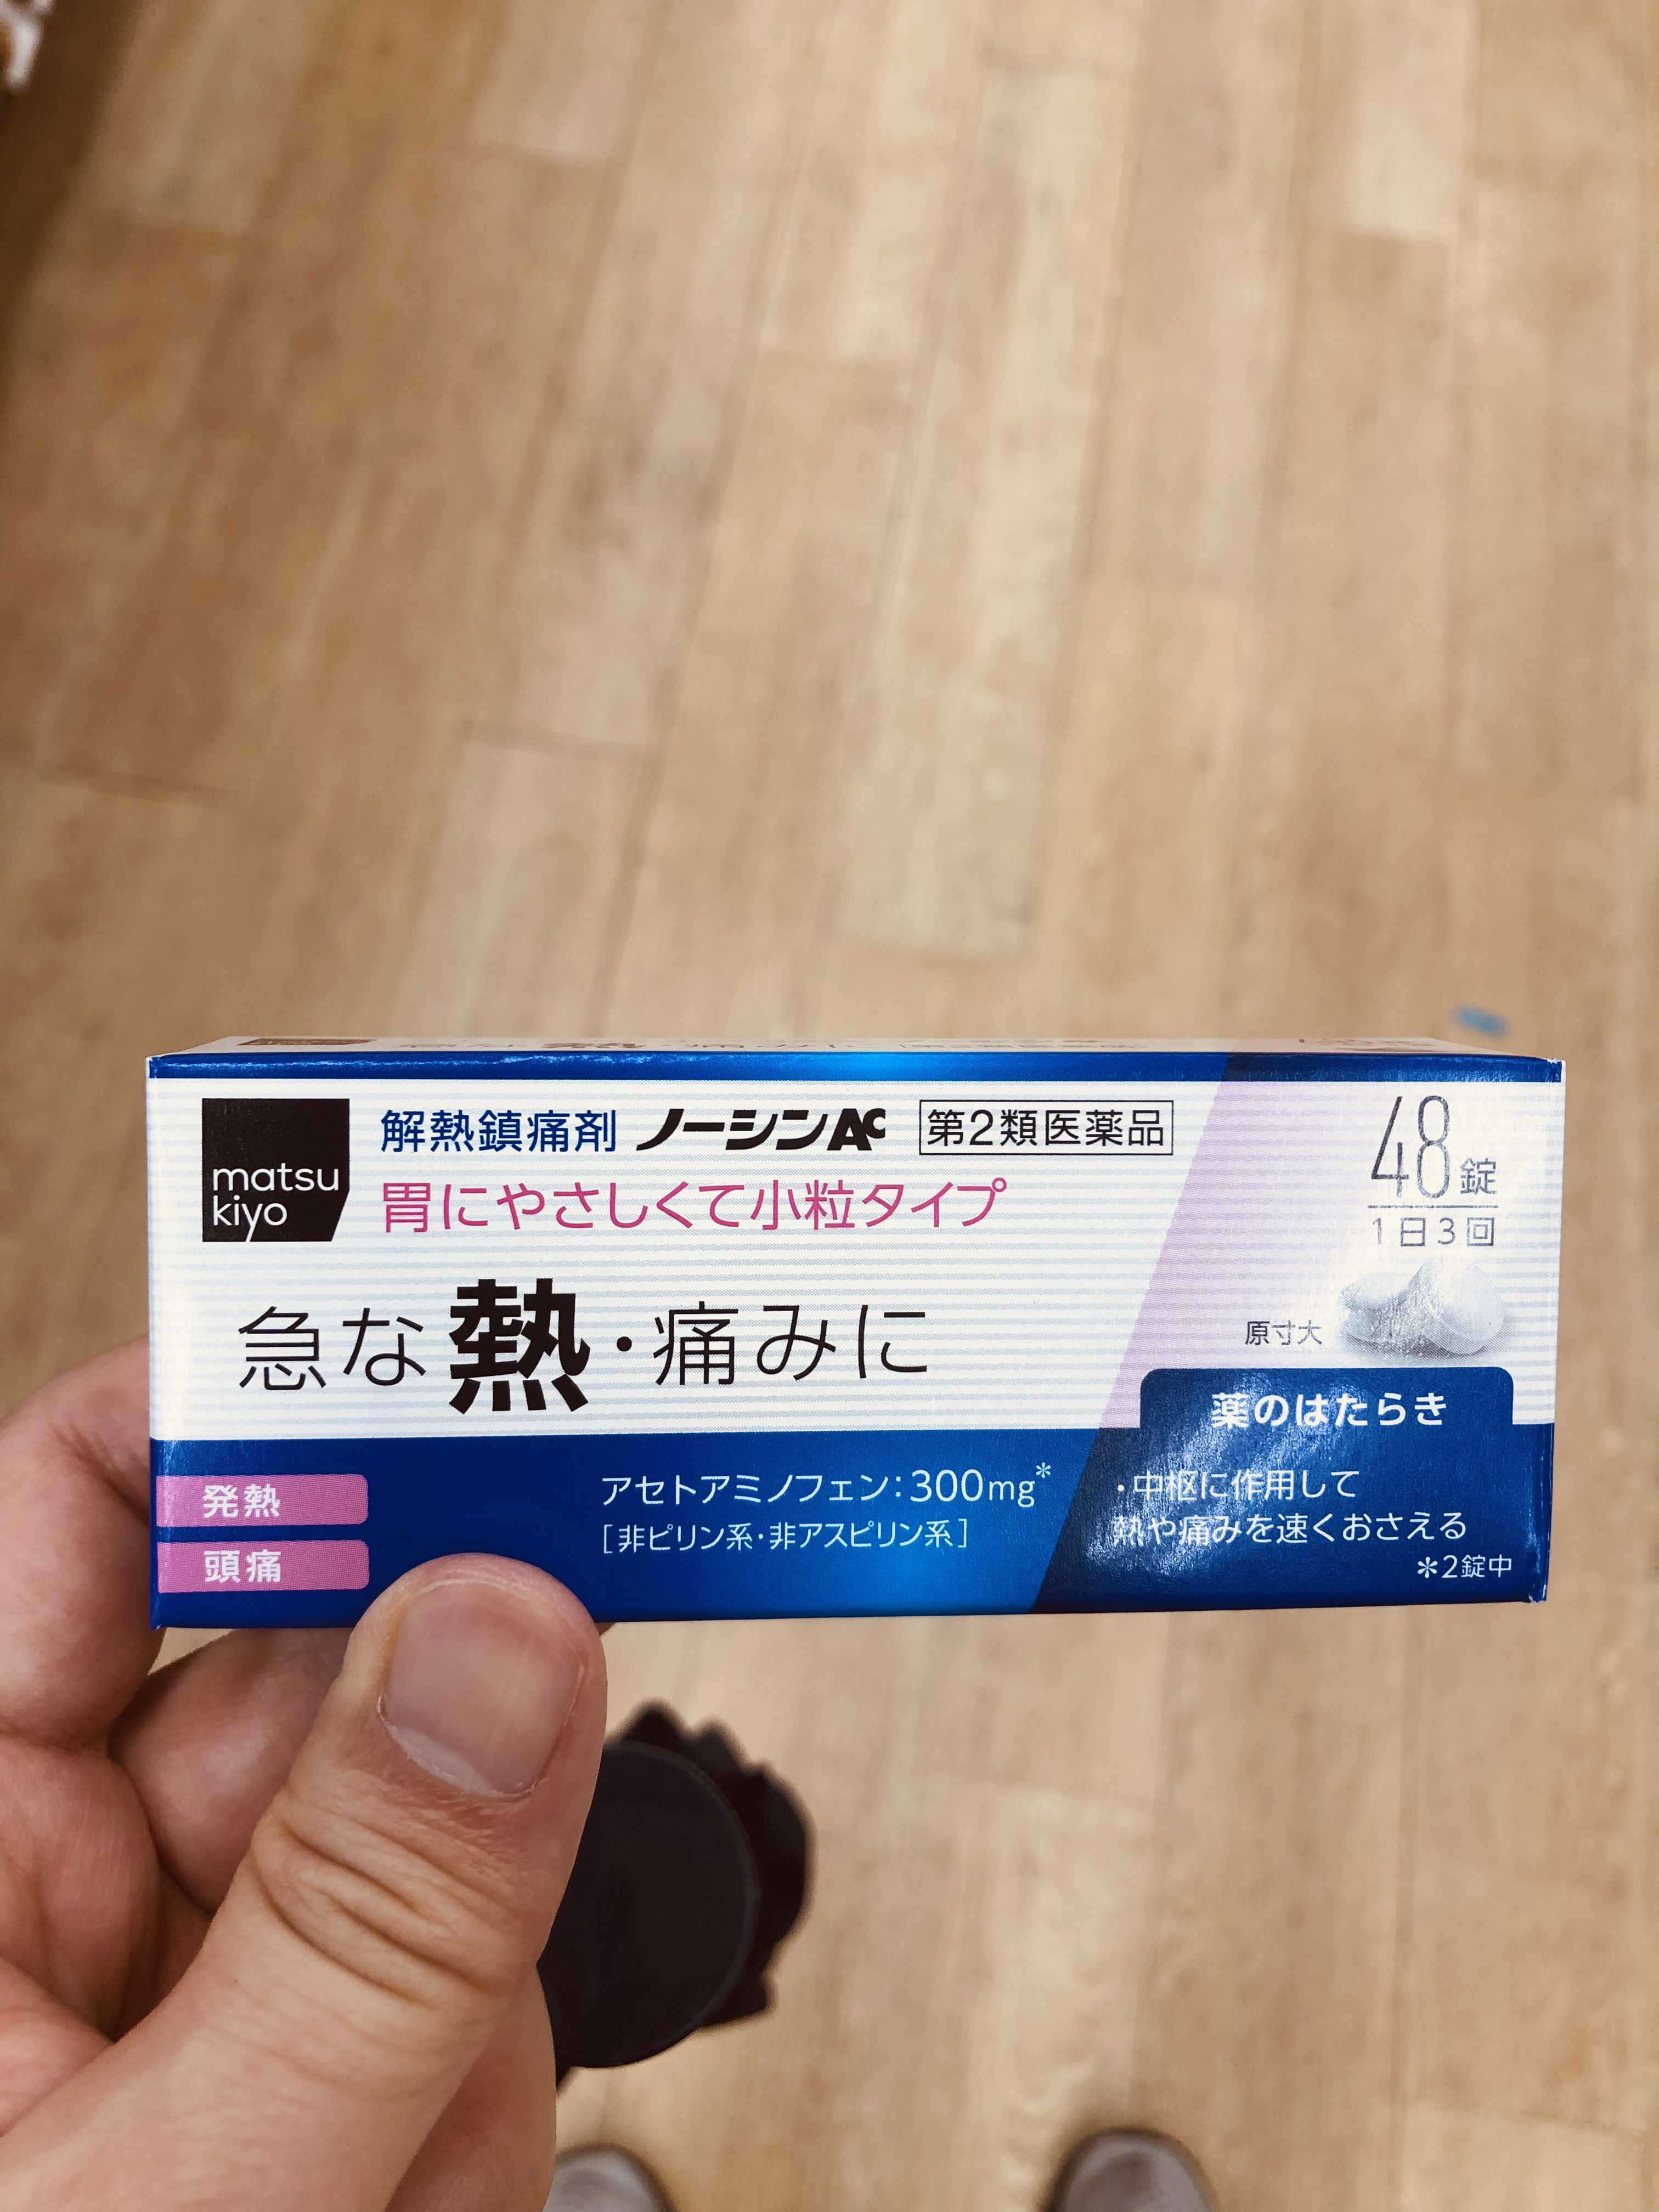 matsu
kiyo
解熱鎮痛剤 ノーシンAC 第2類医薬品
胃にやさしくて小粒タイプ
急な熱・痛みに
48錠
1日3回
原寸大
薬のはたらき
・中枢に作用して
熱や痛みを速くおさえる
*2錠中
発熱
頭痛
アセトアミノフェン:300mg*
[非ピリン系・非アスピリン系]